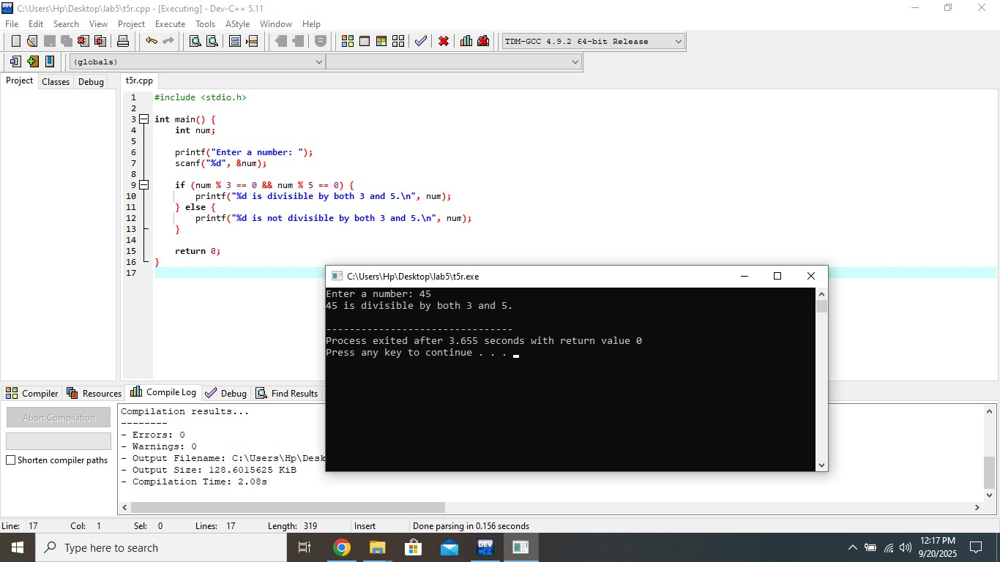 C:\Users\Hp\Desktop\lab5\t5r.cpp - [Executing] - Dev-C++ 5.11
File Edit Search View Project Execute Tools AStyle Window Help
TDM-GCC 4.9.2 64-bit Release
(globals)
Project Classes Debug t5r.cpp
1 #include <stdio.h>
2
3 int main() {
4     int num;
5
6     printf("Enter a number: ");
7     scanf("%d", &num);
8
9     if (num % 3 == 0 && num % 5 == 0) {
10         printf("%d is divisible by both 3 and 5.\n", num);
11     } else {
12         printf("%d is not divisible by both 3 and 5.\n", num);
13     }
14
15     return 0;
16 }
17
C:\Users\Hp\Desktop\lab5\t5r.exe
Enter a number: 45
45 is divisible by both 3 and 5.
--------------------------------
Process exited after 3.655 seconds with return value 0
Press any key to continue . . .
Compiler Resources Compile Log Debug Find Results
Abort Compilation
Shorten compiler paths
Compilation results...
--------
- Errors: 0
- Warnings: 0
- Output Filename: C:\Users\Hp\Desk
- Output Size: 128.6015625 KiB
- Compilation Time: 2.08s
Line: 17 Col: 1 Sel: 0 Lines: 17 Length: 319 Insert Done parsing in 0.156 seconds
Type here to search
DEV
12:17 PM
9/20/2025